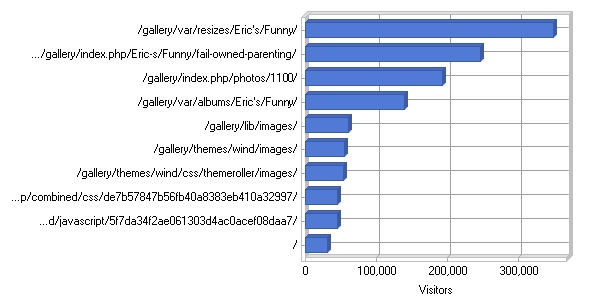 /gallery/var/resizes/Eric's/Funny/
.../gallery/index.php/Eric-s/Funny/fail-owned-parenting/
/gallery/index.php/photos/1100/
/gallery/var/albums/Eric's/Funny/
/gallery/lib/images/
/gallery/themes/wind/images/
/gallery/themes/wind/css/themeroller/images/
...p/combined/css/de7b57847b56fb40a8383eb410a32997/
...d/javascript/5f7da34f2ae061303d4ac0acef08daa7/
/
0 100,000 200,000 300,000
Visitors